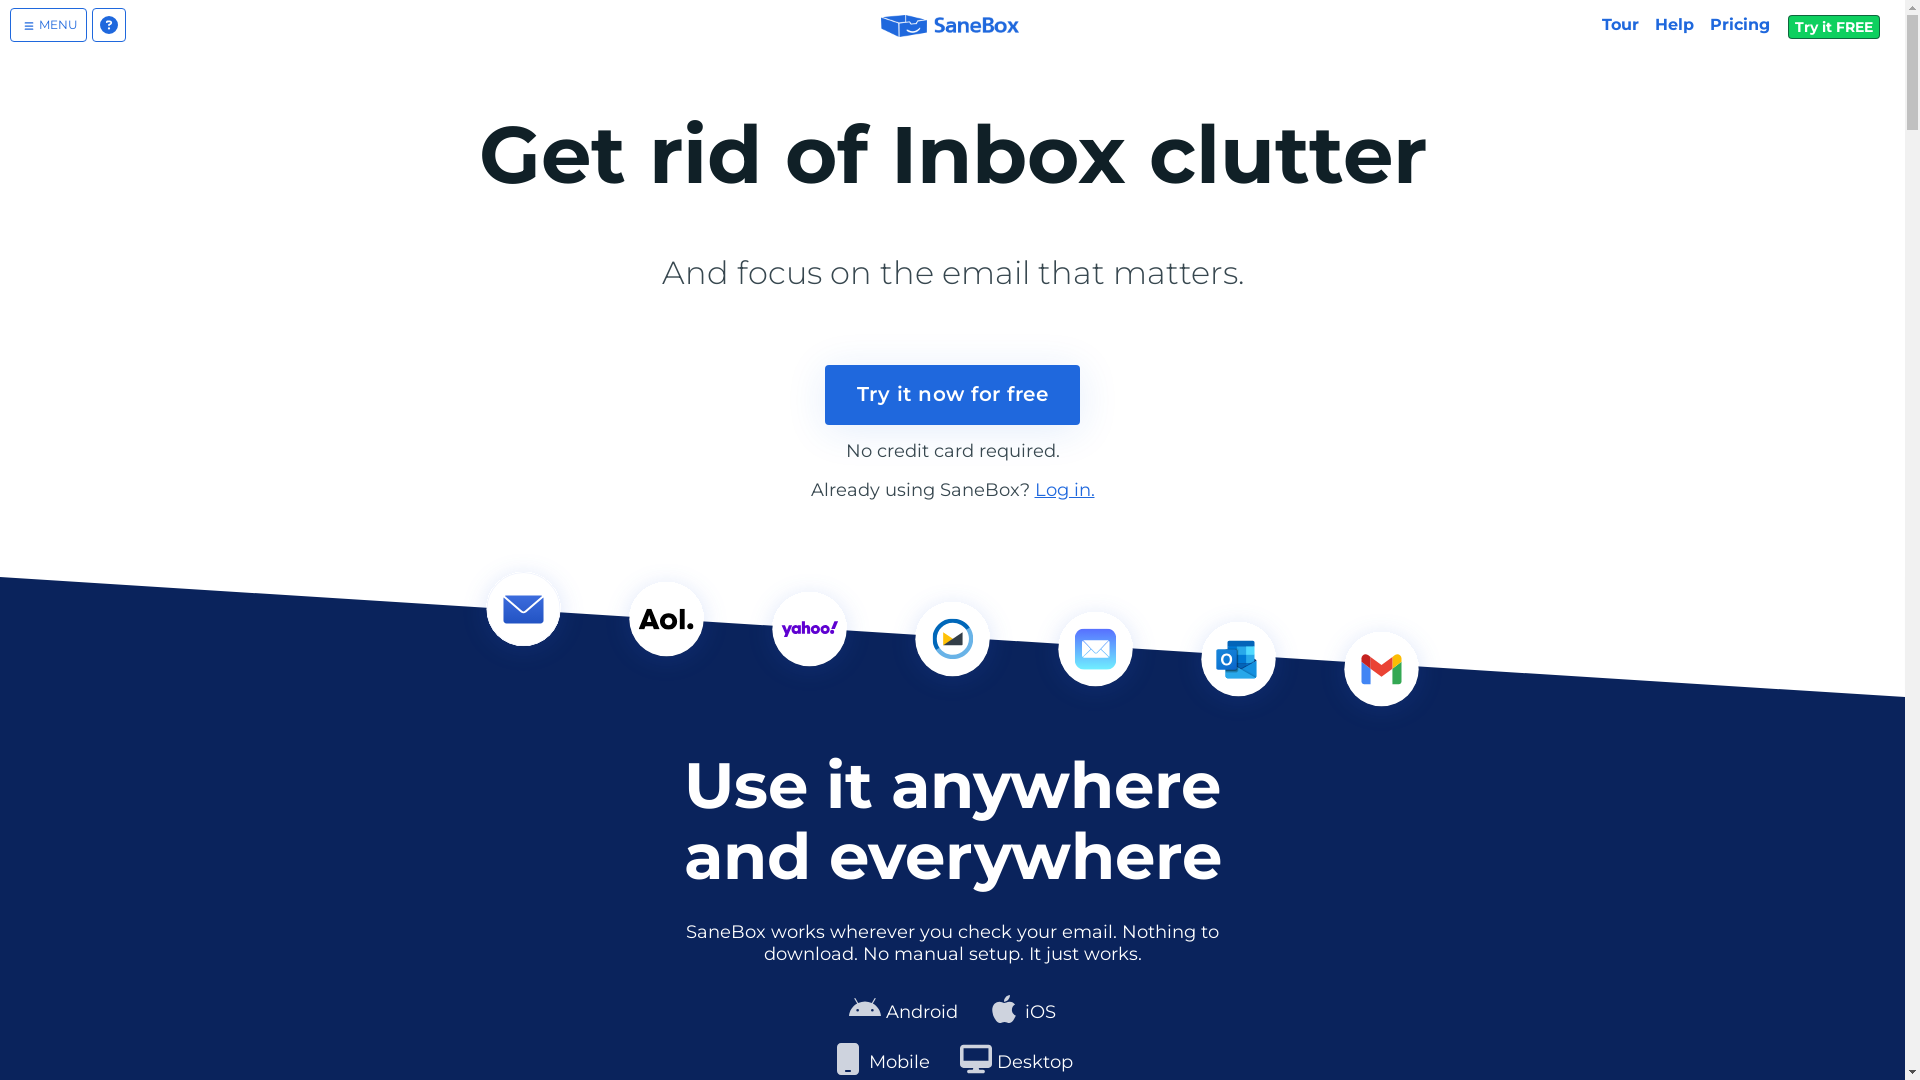 MENU
SaneBox
Tour
Help
Pricing
Try it FREE
Get rid of Inbox clutter
And focus on the email that matters.
Try it now for free
No credit card required.
Already using SaneBox? Log in.
Aol.
yahoo!
Use it anywhere
and everywhere
SaneBox works wherever you check your email. Nothing to
download. No manual setup. It just works.
Android
iOS
Mobile
Desktop